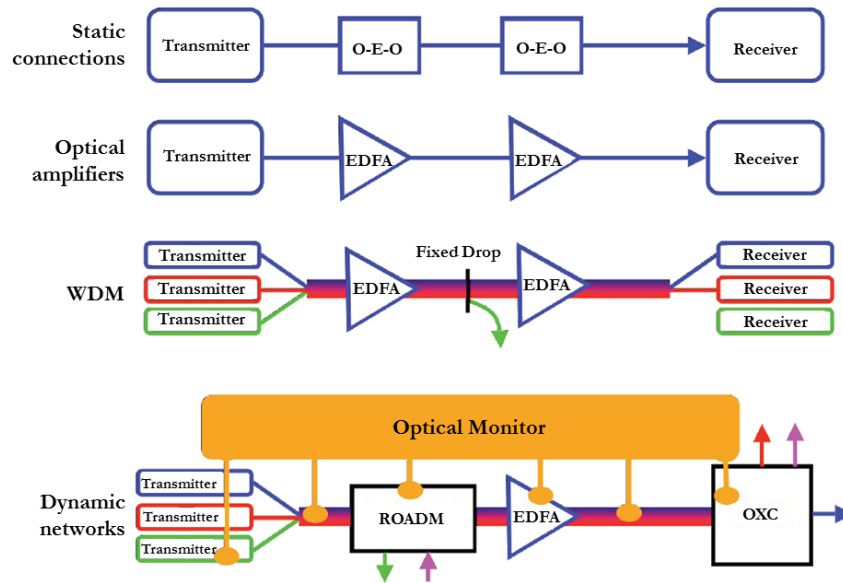 Static
connections
Transmitter
O-E-O
O-E-O
Receiver
Optical
amplifiers
Transmitter
EDFA
EDFA
Receiver
WDM
Transmitter
Transmitter
Transmitter
EDFA
Fixed Drop
EDFA
Receiver
Receiver
Receiver
Optical Monitor
Dynamic
networks
Transmitter
Transmitter
Transmitter
ROADM
EDFA
OXC